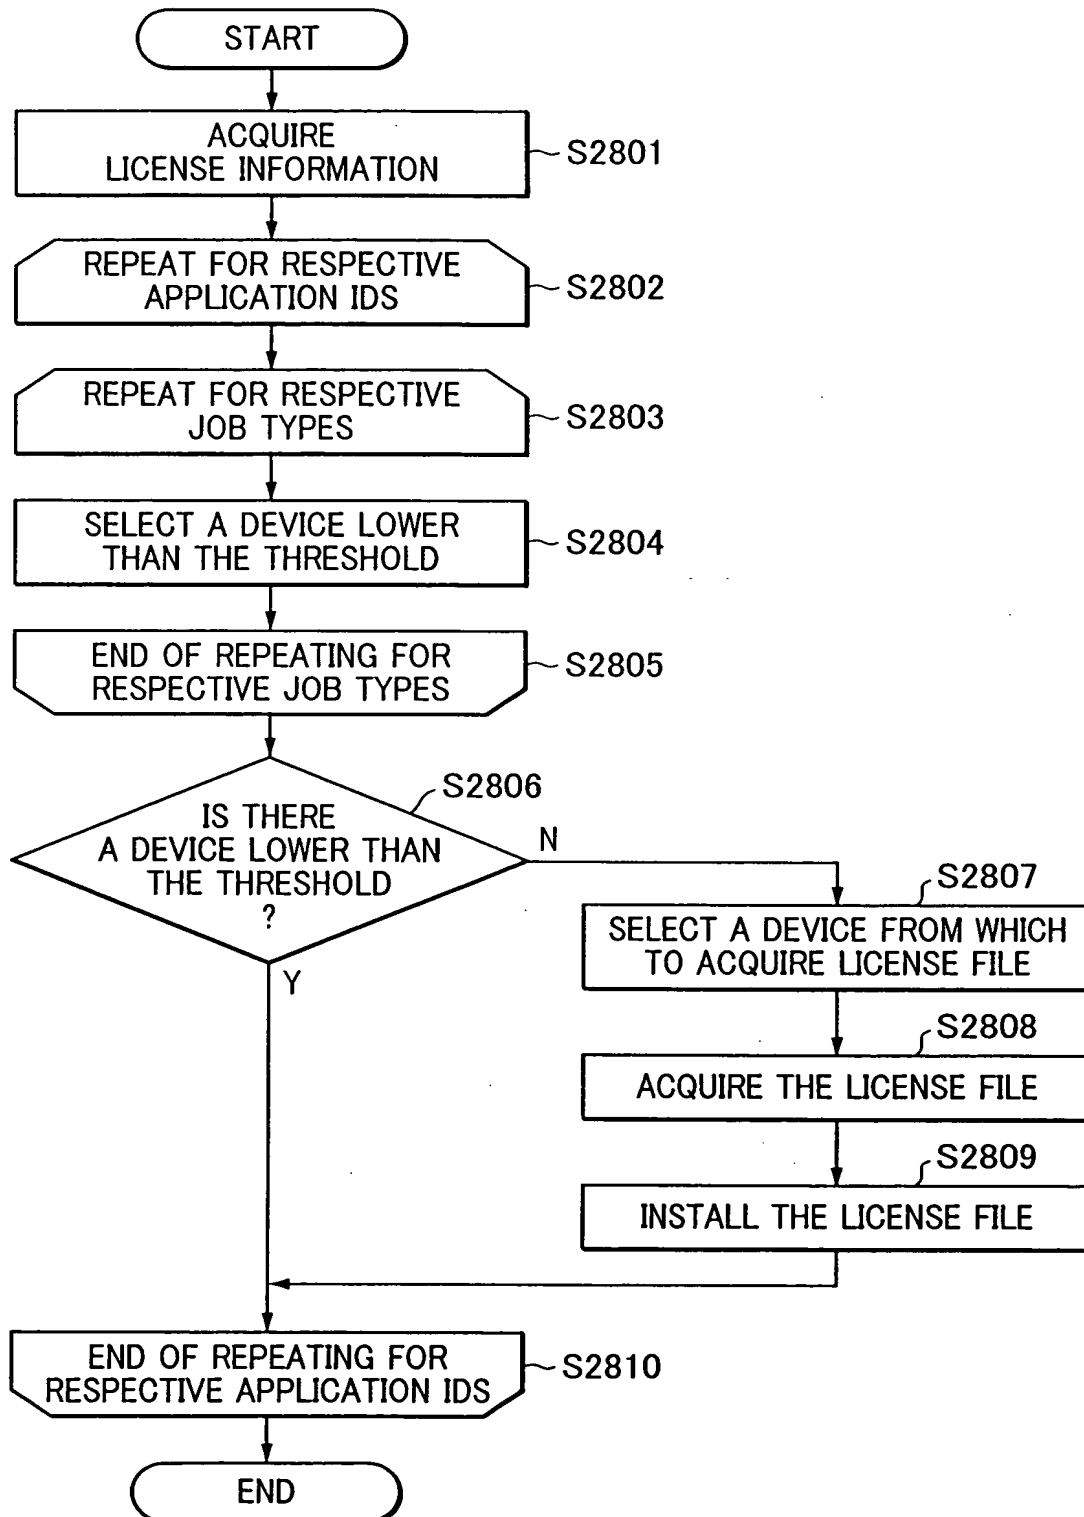 START
ACQUIRE
LICENSE INFORMATION
S2801
REPEAT FOR RESPECTIVE
APPLICATION IDS
S2802
REPEAT FOR RESPECTIVE
JOB TYPES
S2803
SELECT A DEVICE LOWER
THAN THE THRESHOLD
S2804
END OF REPEATING FOR
RESPECTIVE JOB TYPES
S2805
S2806
IS THERE
A DEVICE LOWER THAN
THE THRESHOLD
?
N
Y
S2807
SELECT A DEVICE FROM WHICH
TO ACQUIRE LICENSE FILE
S2808
ACQUIRE THE LICENSE FILE
S2809
INSTALL THE LICENSE FILE
END OF REPEATING FOR
RESPECTIVE APPLICATION IDS
S2810
END